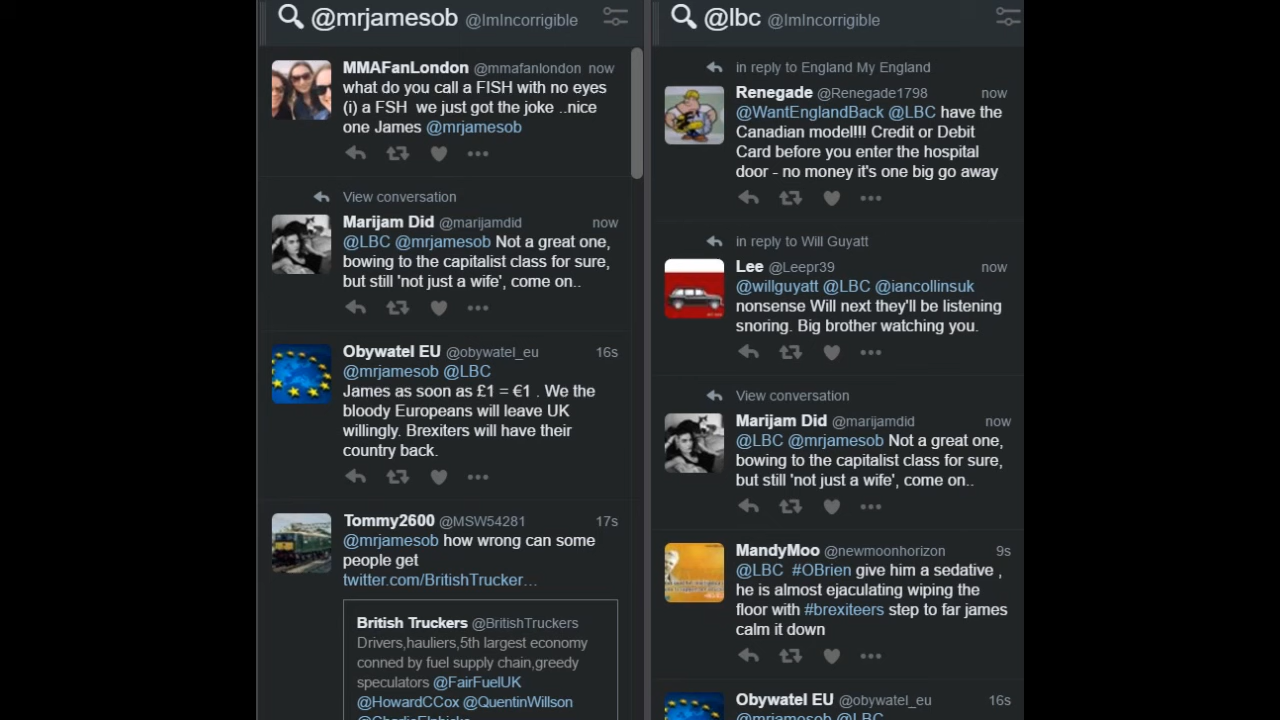 @mrjamesob @ImIncorrigible
MMAFanLondon @mmafanlondon now
what do you call a FISH with no eyes
(i) a FSH we just got the joke ..nice
one James @mrjamesob
View conversation
Marijam Did @marijamdid now
@LBC @mrjamesob Not a great one,
bowing to the capitalist class for sure,
but still 'not just a wife', come on..
Obywatel EU @obywatel_eu 16s
@mrjamesob @LBC
James as soon as £1 = €1 . We the
bloody Europeans will leave UK
willingly. Brexiters will have their
country back.
Tommy2600 @MSW54281 17s
@mrjamesob how wrong can some
people get
twitter.com/BritishTrucker…
British Truckers @BritishTruckers
Drivers,hauliers,5th largest economy
conned by fuel supply chain,greedy
speculators @FairFuelUK
@HowardCCox @QuentinWillson
@lbc @ImIncorrigible
in reply to England My England
Renegade @Renegade1798 now
@WantEnglandBack @LBC have the
Canadian model!!! Credit or Debit
Card before you enter the hospital
door - no money it's one big go away
in reply to Will Guyatt
Lee @Leepr39 now
@willguyatt @LBC @iancollinsuk
nonsense Will next they'll be listening
snoring. Big brother watching you.
View conversation
Marijam Did @marijamdid now
@LBC @mrjamesob Not a great one,
bowing to the capitalist class for sure,
but still 'not just a wife', come on..
MandyMoo @newmoonhorizon 9s
@LBC #OBrien give him a sedative ,
he is almost ejaculating wiping the
floor with #brexiteers step to far james
calm it down
Obywatel EU @obywatel_eu 16s
@mrjamesob @LBC